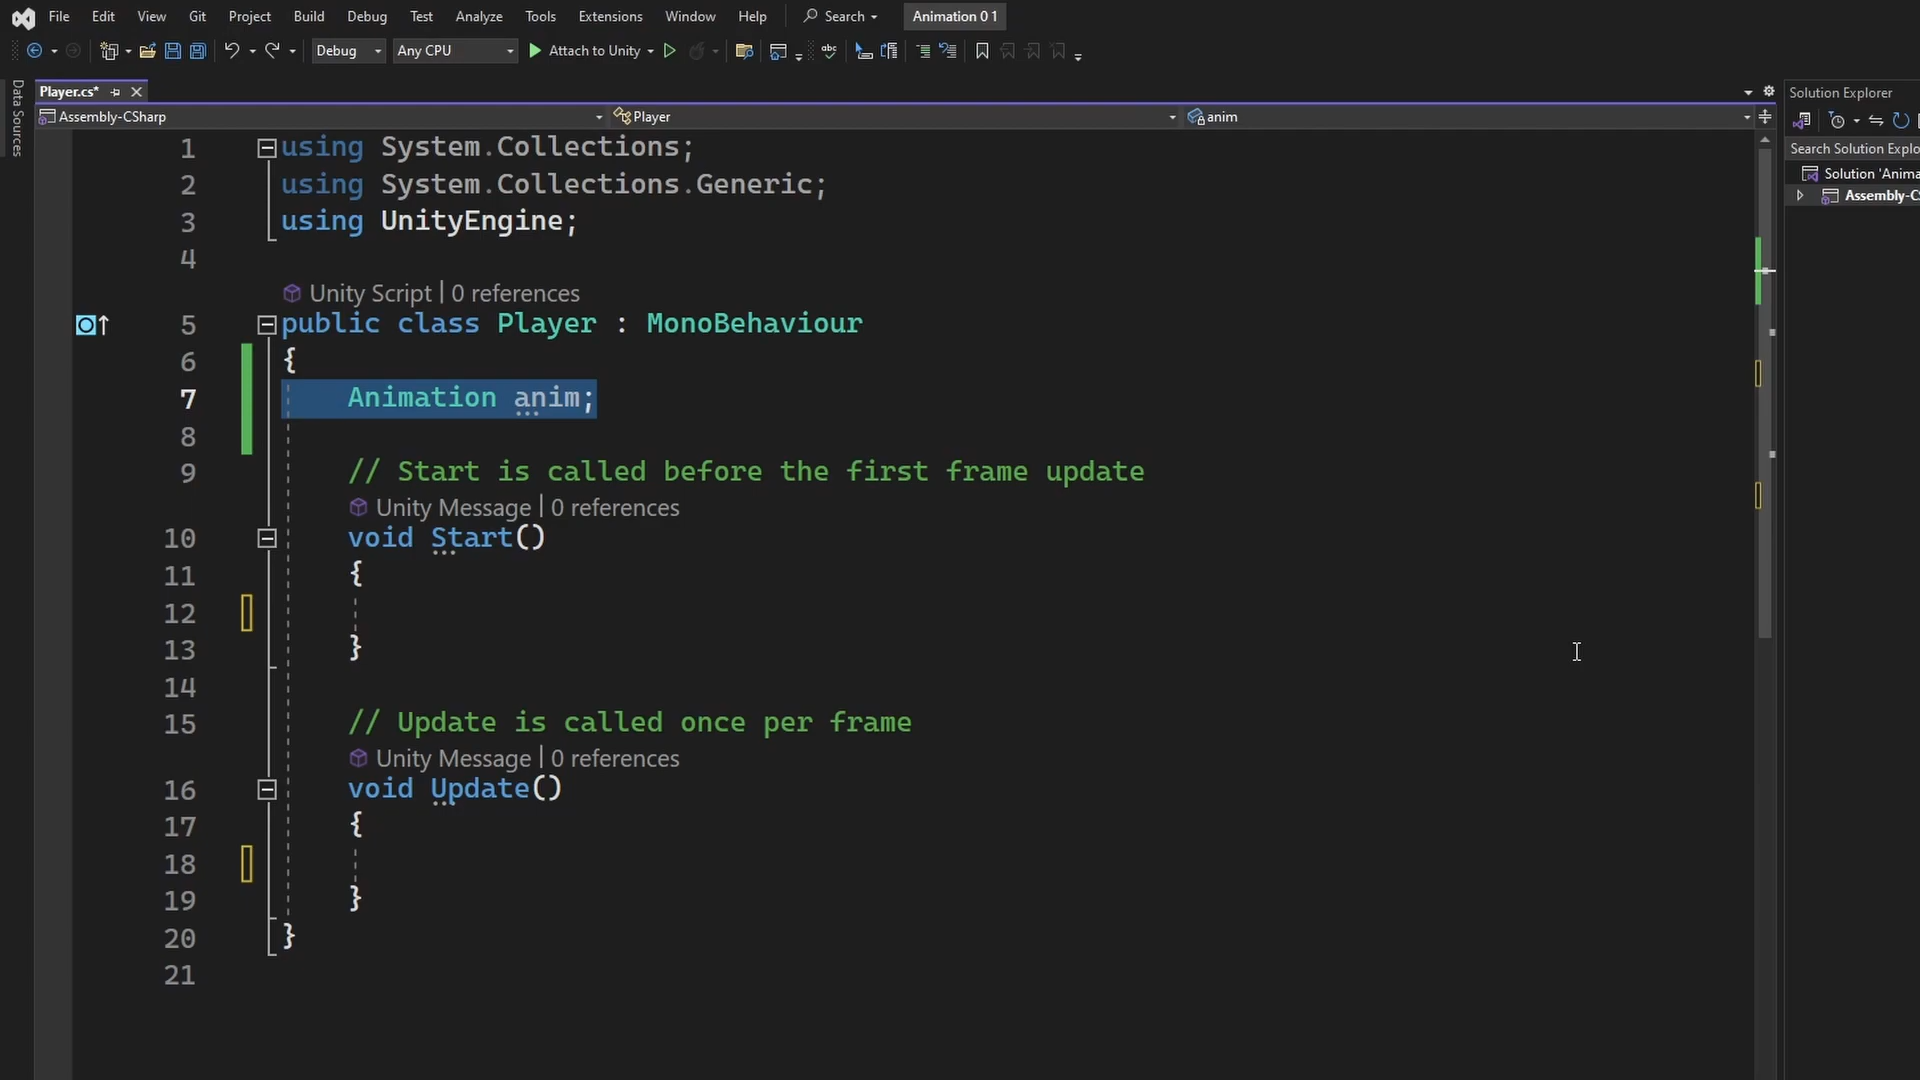 File Edit View Git Project Build Debug Test Analyze Tools Extensions Window Help Search Animation 0 1
Debug Any CPU Attach to Unity
Data Sources
Player.cs*
Assembly-CSharp Player anim
Solution Explorer
Search Solution Explo
Solution 'Anima
Assembly-CS
1 using System.Collections;
2 using System.Collections.Generic;
3 using UnityEngine;
4
Unity Script | 0 references
5 public class Player : MonoBehaviour
6 {
7 Animation anim;
8
9 // Start is called before the first frame update
Unity Message | 0 references
10 void Start()
11 {
12
13 }
14
15 // Update is called once per frame
Unity Message | 0 references
16 void Update()
17 {
18
19 }
20 }
21